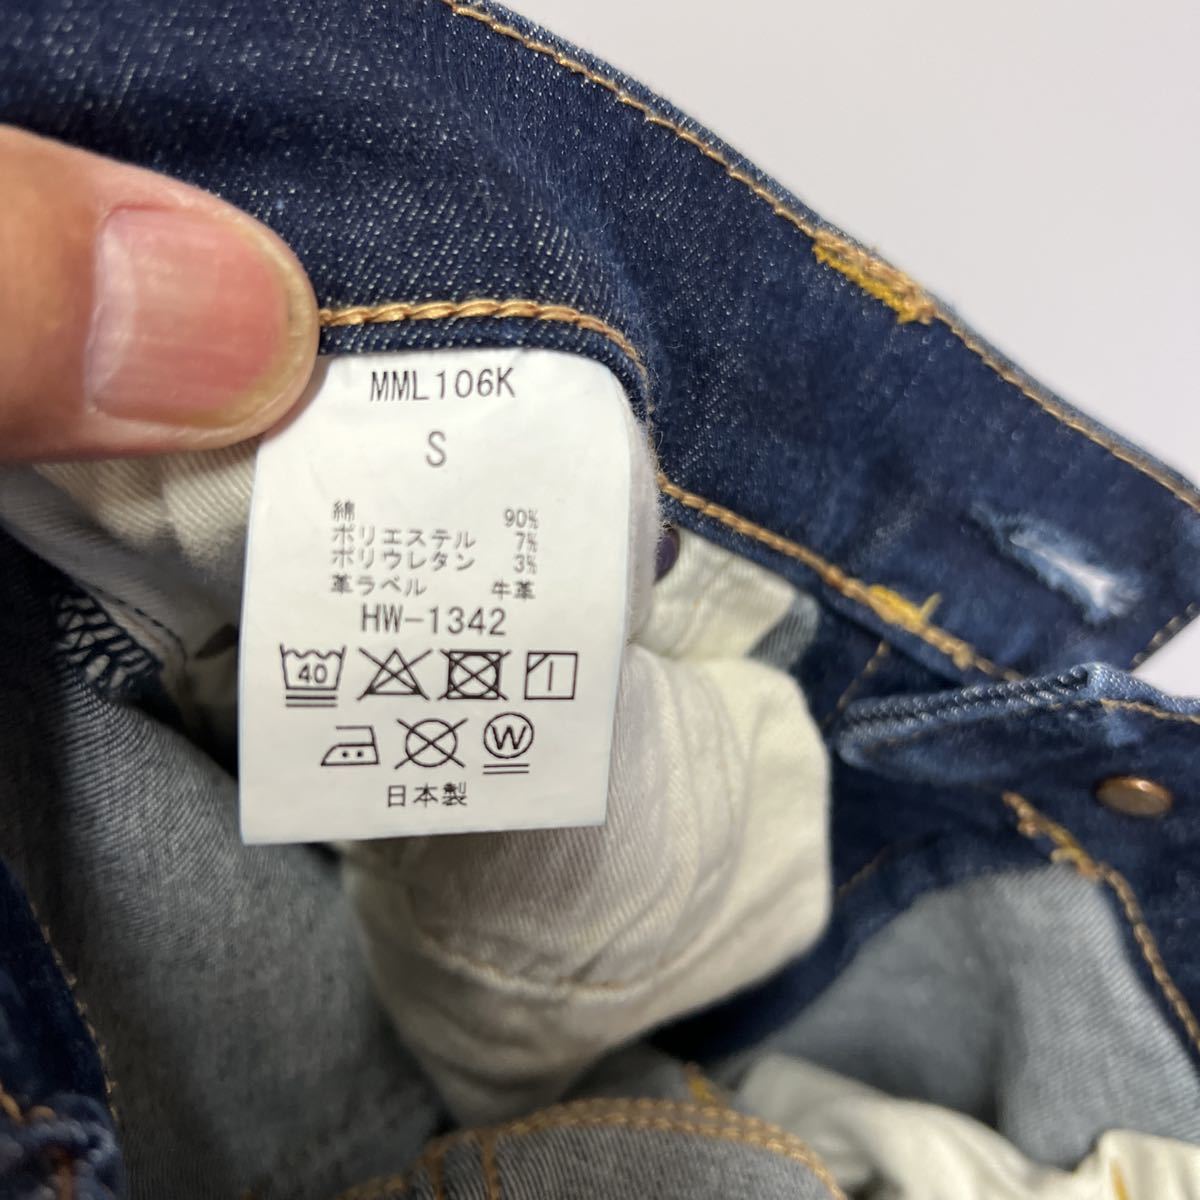 MML106K
S
綿 90%
ポリエステル 7%
ポリウレタン 3%
革ラベル 牛革
HW-1342
40
W
日本製